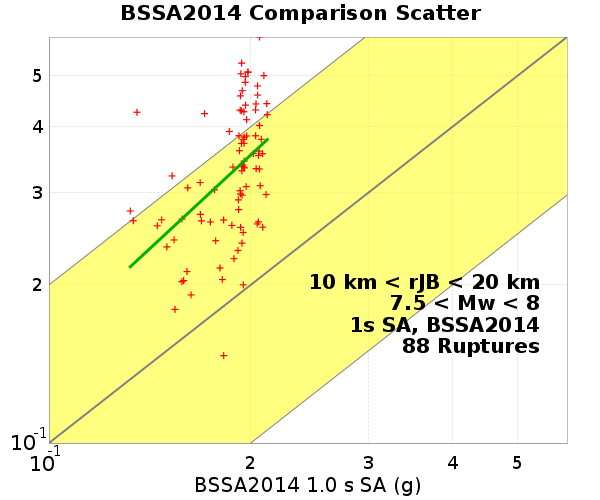 BSSA2014 Comparison Scatter
5
4
3
2
10⁻¹
10 km < rJB < 20 km
7.5 < Mw < 8
1s SA, BSSA2014
88 Ruptures
10⁻¹ 2 3 4 5
BSSA2014 1.0 s SA (g)